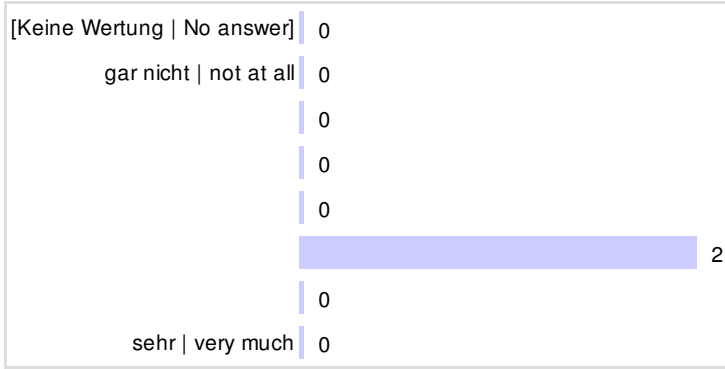 [Keine Wertung | No answer] 0
gar nicht | not at all 0
0
0
0
2
0
sehr | very much 0